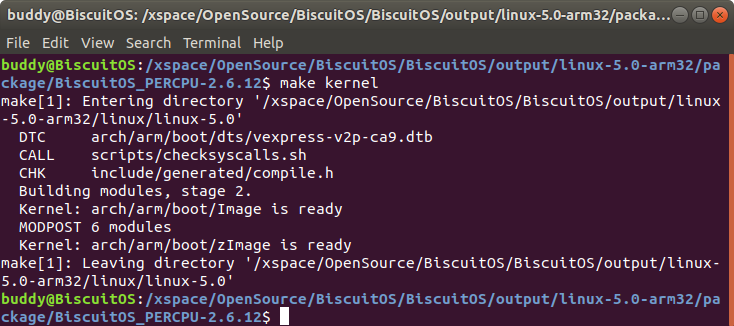 buddy@BiscuitOS: /xspace/OpenSource/BiscuitOS/BiscuitOS/output/linux-5.0-arm32/packa...
File Edit View Search Terminal Help
buddy@BiscuitOS:/xspace/OpenSource/BiscuitOS/BiscuitOS/output/linux-5.0-arm32/pa
ckage/BiscuitOS_PERCPU-2.6.12$ make kernel
make[1]: Entering directory '/xspace/OpenSource/BiscuitOS/BiscuitOS/output/linux
-5.0-arm32/linux/linux-5.0'
  DTC     arch/arm/boot/dts/vexpress-v2p-ca9.dtb
  CALL    scripts/checksyscalls.sh
  CHK     include/generated/compile.h
  Building modules, stage 2.
  Kernel: arch/arm/boot/Image is ready
  MODPOST 6 modules
  Kernel: arch/arm/boot/zImage is ready
make[1]: Leaving directory '/xspace/OpenSource/BiscuitOS/BiscuitOS/output/linux-
5.0-arm32/linux/linux-5.0'
buddy@BiscuitOS:/xspace/OpenSource/BiscuitOS/BiscuitOS/output/linux-5.0-arm32/pa
ckage/BiscuitOS_PERCPU-2.6.12$